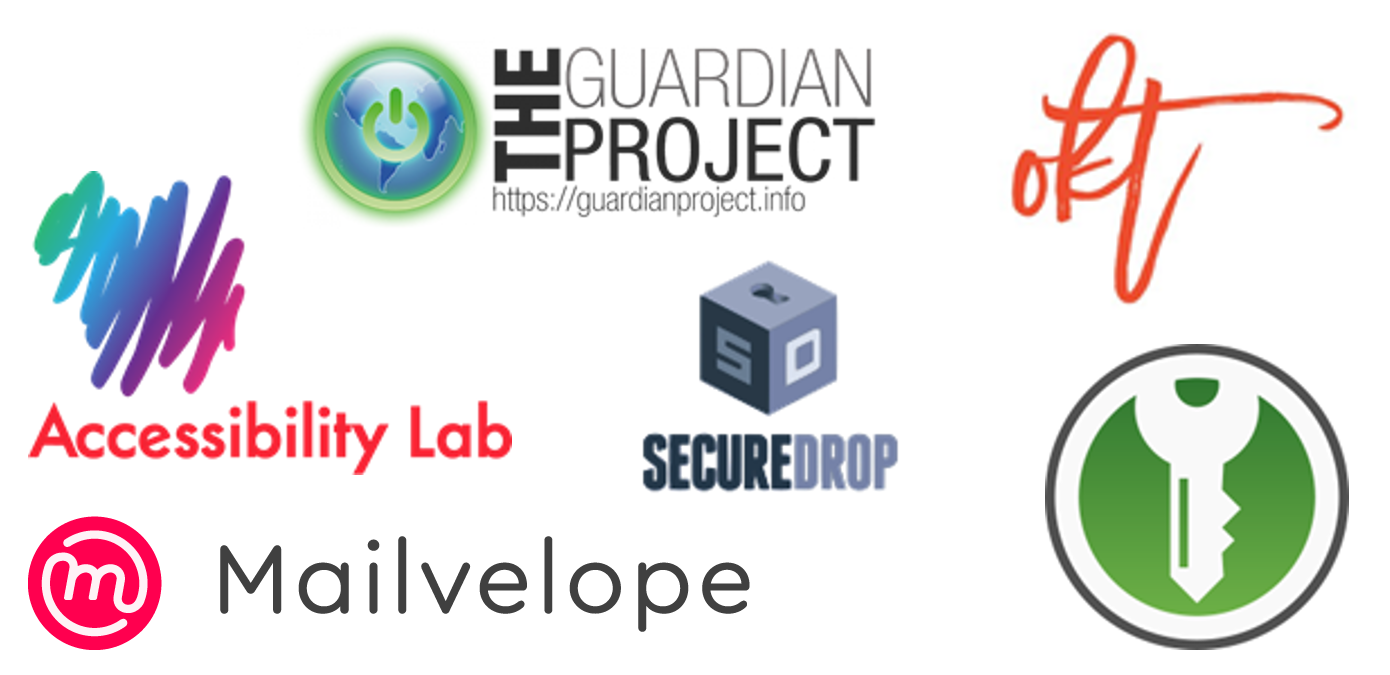 THE GUARDIAN
PROJECT
https://guardianproject.info
okt
Accessibility Lab
S D
SECUREDROP
m Mailvelope